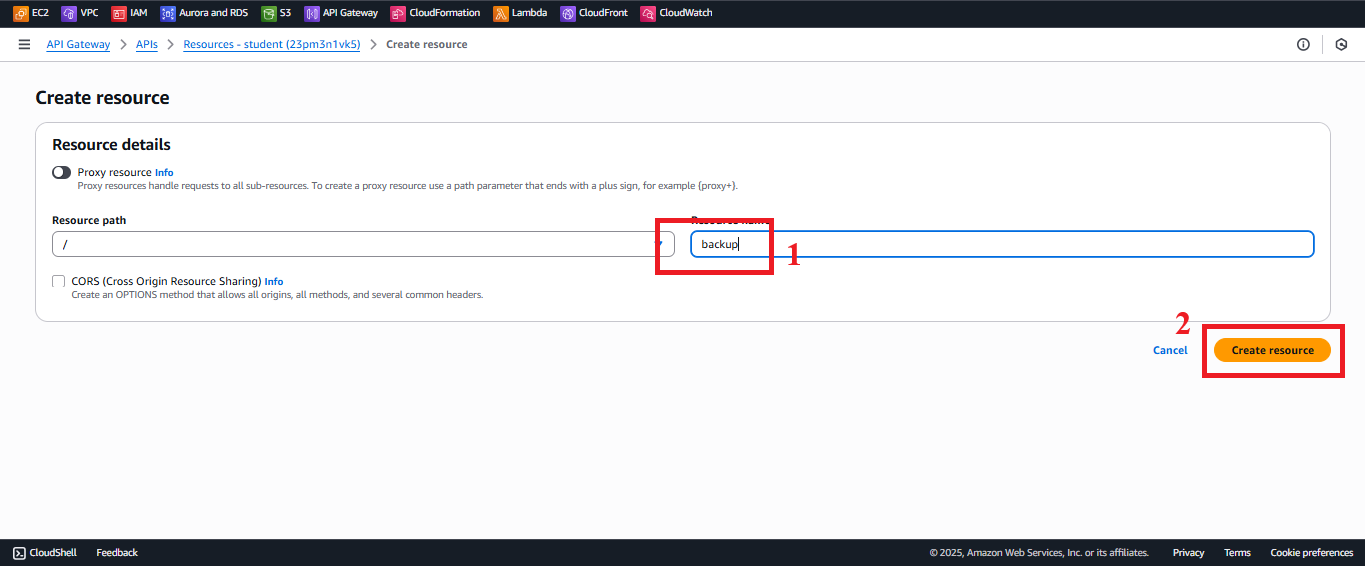 EC2 VPC IAM Aurora and RDS S3 API Gateway CloudFormation Lambda CloudFront CloudWatch
API Gateway > APIs > Resources - student (23pm3n1vk5) > Create resource
Create resource
Resource details
Proxy resource Info
Proxy resources handle requests to all sub-resources. To create a proxy resource use a path parameter that ends with a plus sign, for example {proxy+}.
Resource path
/
Resource name
backup
1
CORS (Cross Origin Resource Sharing) Info
Create an OPTIONS method that allows all origins, all methods, and several common headers.
2
Cancel Create resource
CloudShell Feedback © 2025, Amazon Web Services, Inc. or its affiliates. Privacy Terms Cookie preferences